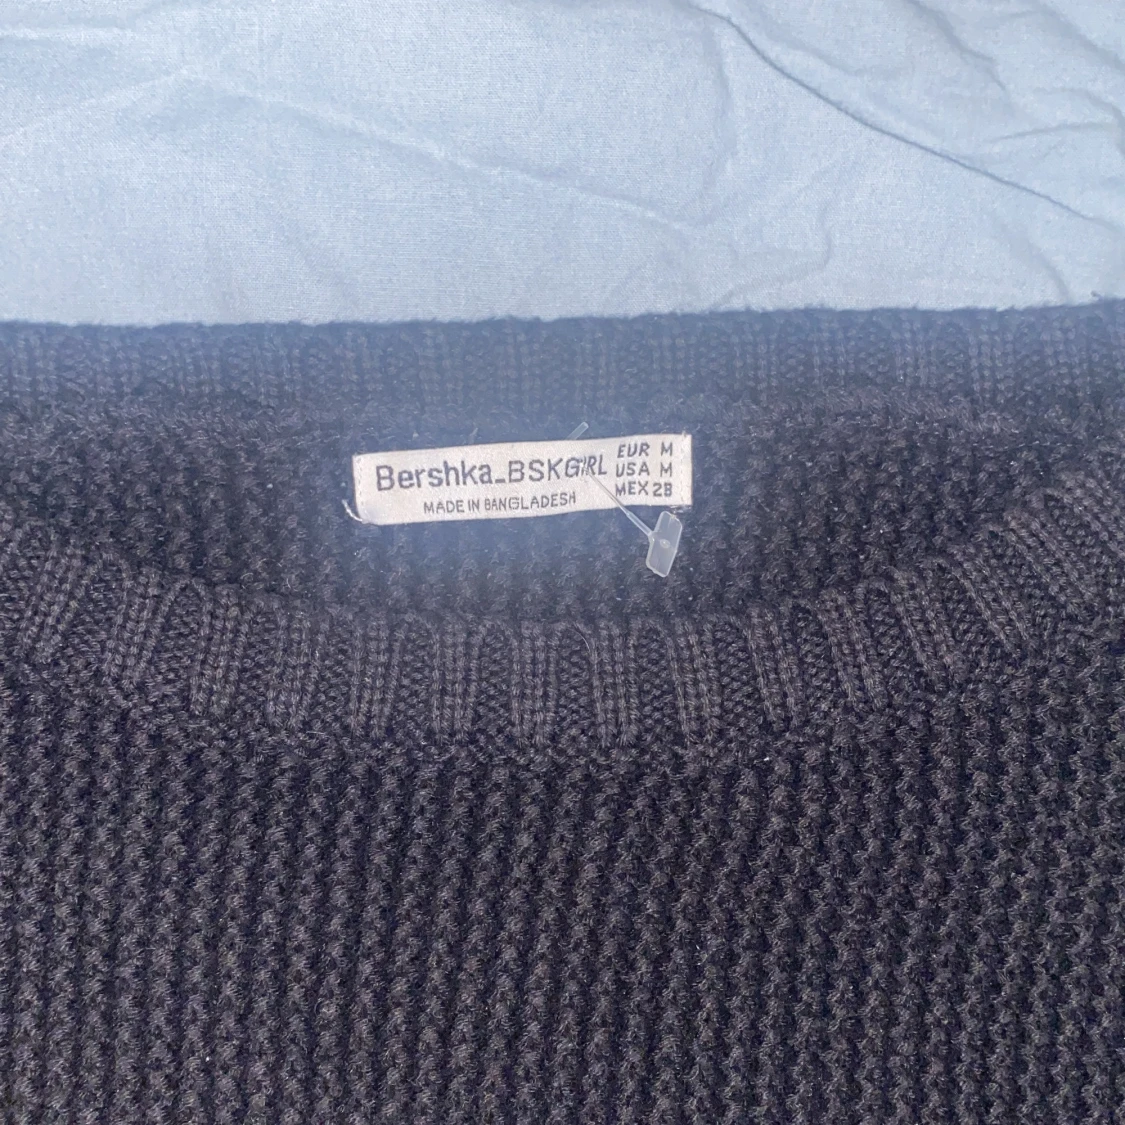 Bershka_BSKGIRL
MADE IN BANGLADESH
EUR M
USA M
MEX 28